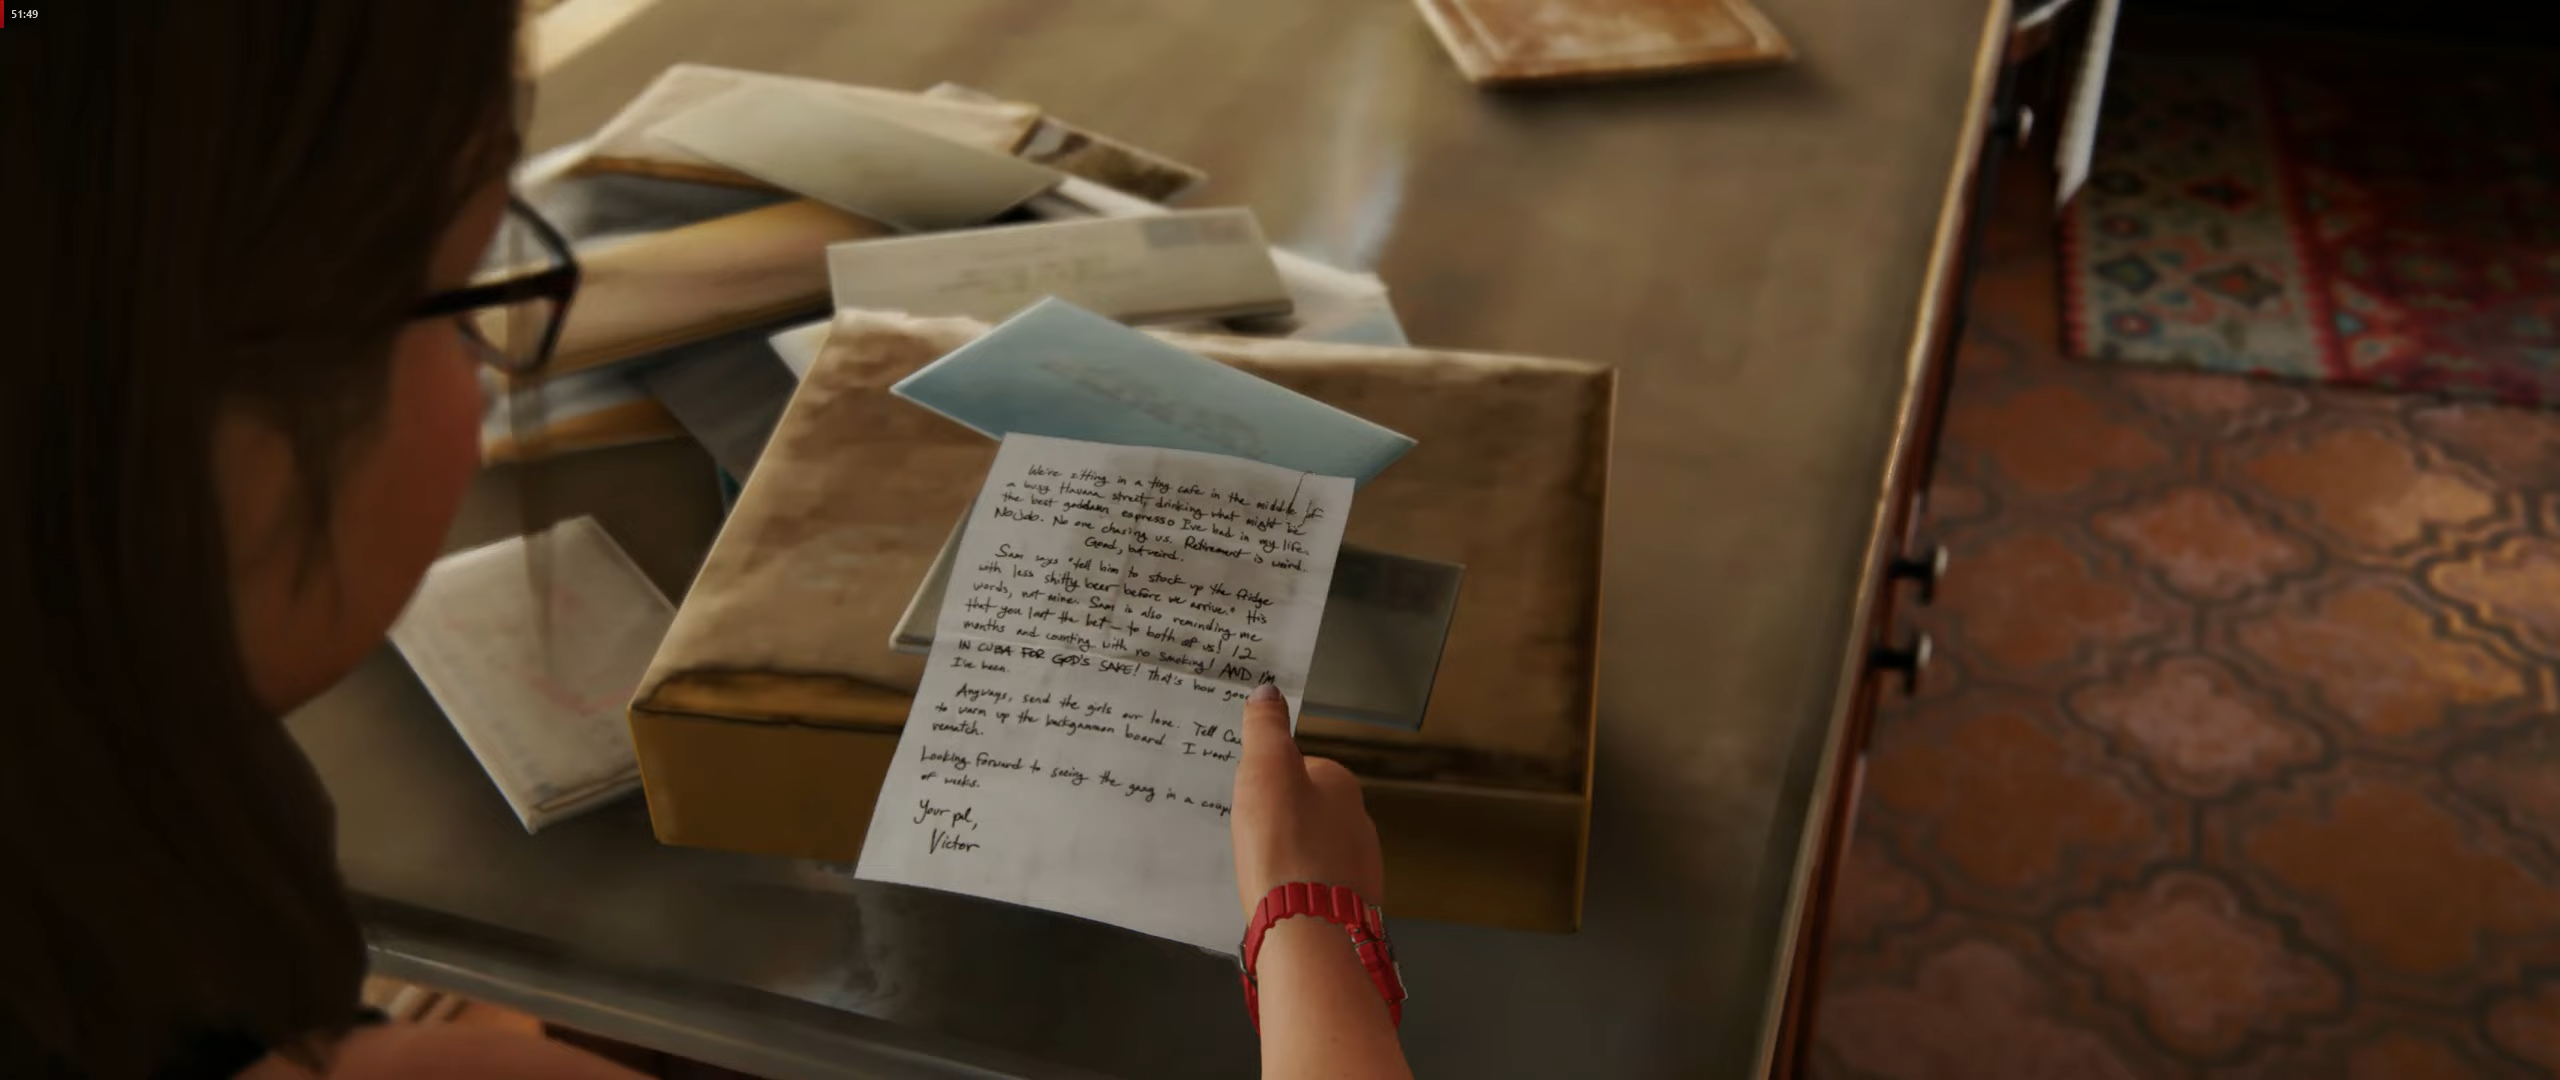 51:49
We're sitting in a tiny cafe in the middle of
a busy Havana street, drinking what might be
the best goddamn espresso I've had in my life.
No job. No one chasing us. Retirement is weird.
Good, but weird.
Sam says "tell him to stock up the fridge
with less shitty beer before we arrive." His
words, not mine. Sam is also reminding me
that you lost the bet — to both of us! 12
months and counting with no smoking! AND I'M
IN CUBA FOR GOD'S SAKE! That's how good
I've been.
Anyways, send the girls our love. Tell
to warm up the backgammon board. I want
rematch.
Looking forward to seeing the gang in a
of weeks.
Your pal,
Victor